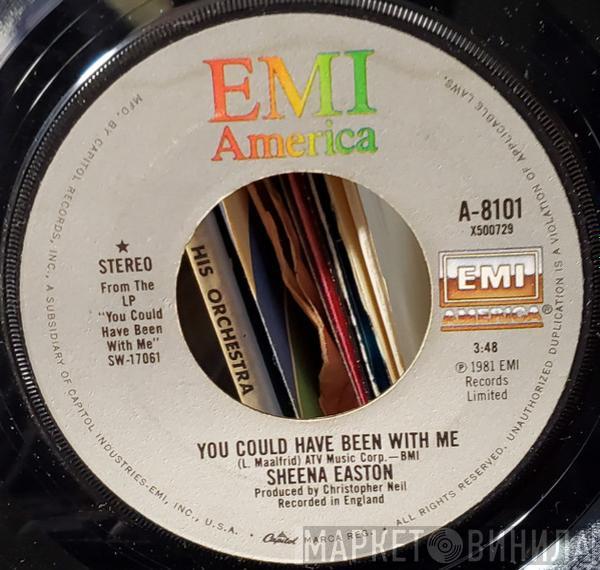 EMI
America
MFG. BY CAPITOL RECORDS, INC., A SUBSIDIARY OF CAPITOL INDUSTRIES-EMI, INC., U.S.A. • Capitol MARCA REG. • ALL RIGHTS RESERVED. UNAUTHORIZED DUPLICATION IS A VIOLATION OF APPLICABLE LAWS.
★
STEREO
From The
LP
"You Could
Have Been
With Me"
SW-17061
HIS ORCHESTRA
A-8101
X500729
EMI
AMERICA®
3:48
℗ 1981 EMI
Records
Limited
YOU COULD HAVE BEEN WITH ME
(L. Maalfrid) ATV Music Corp.—BMI
SHEENA EASTON
Produced by Christopher Neil
Recorded in England
МАРКЕТ ВИНИЛА